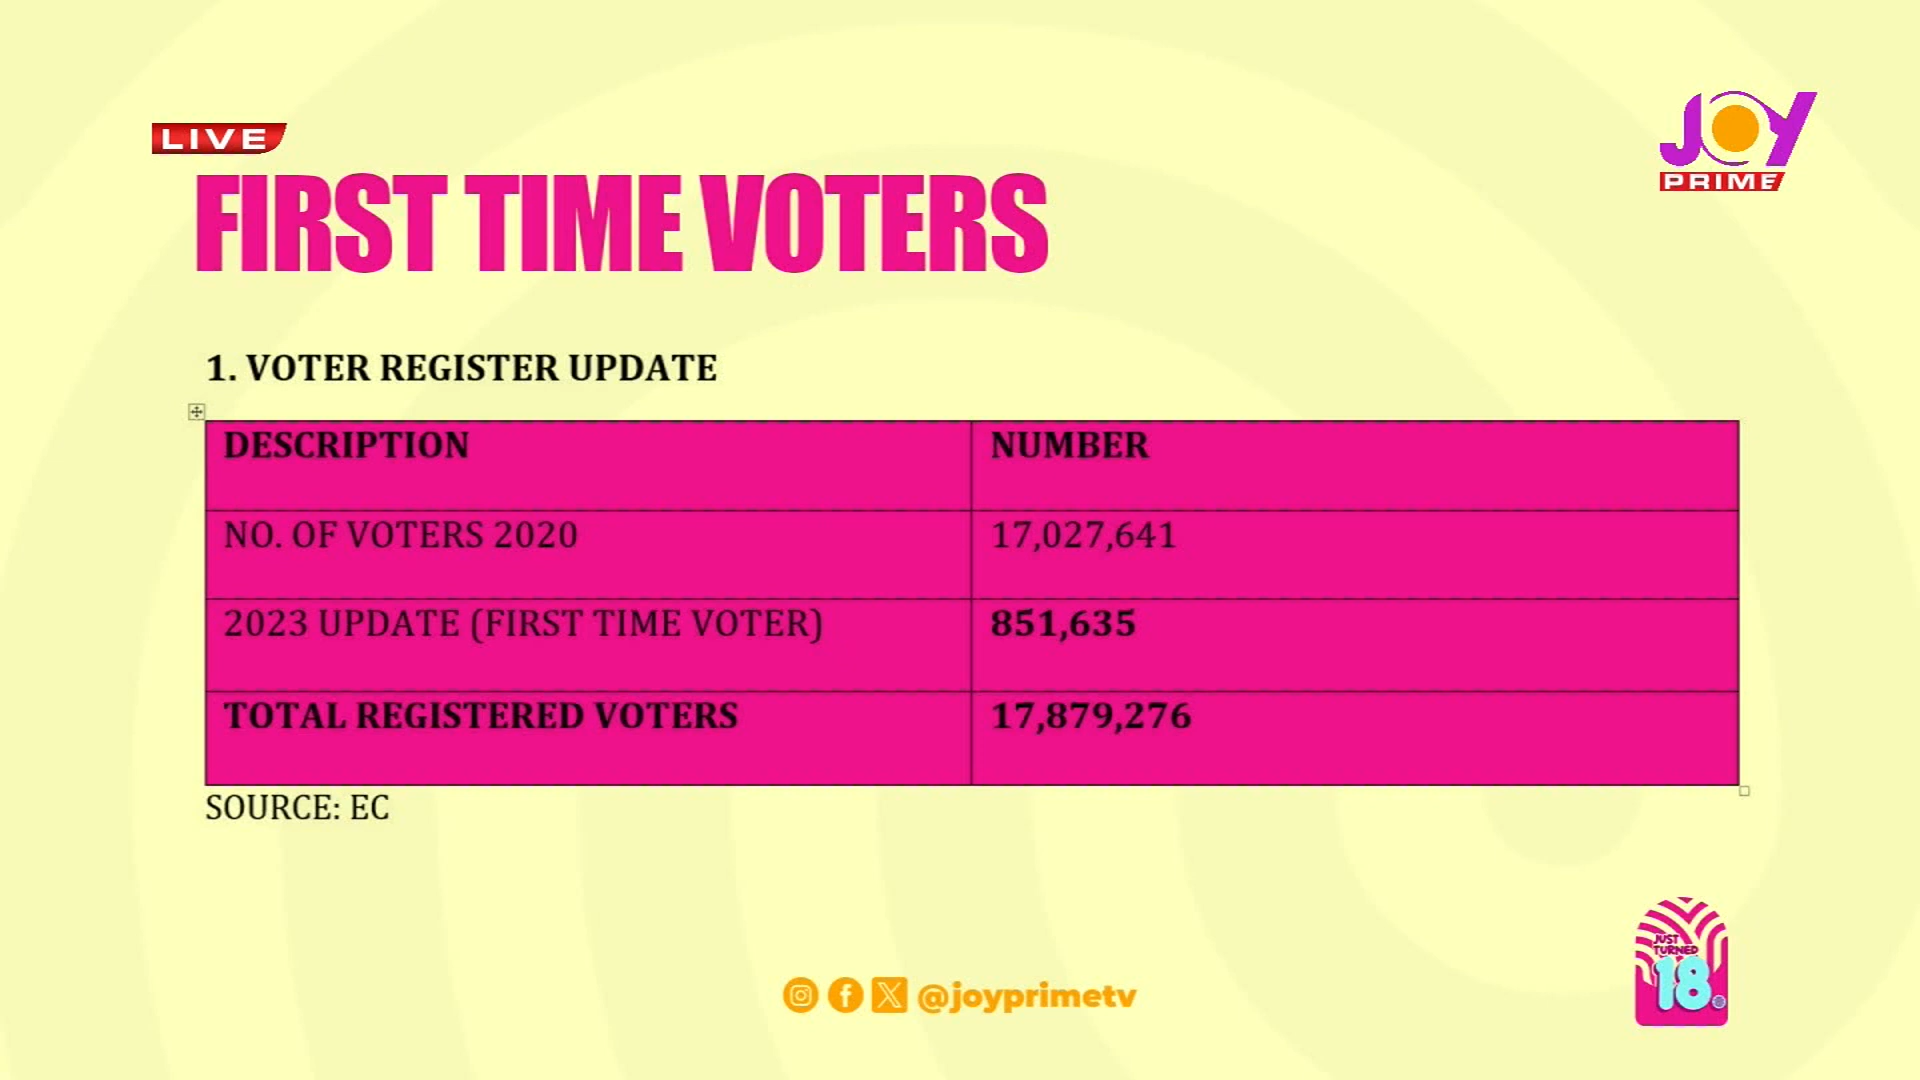 LIVE
JOY
PRIME
FIRST TIME VOTERS
1. VOTER REGISTER UPDATE
DESCRIPTION NUMBER
NO. OF VOTERS 2020 17,027,641
2023 UPDATE (FIRST TIME VOTER) 851,635
TOTAL REGISTERED VOTERS 17,879,276
SOURCE: EC
JUST
TURNED
18.
@joyprimetv